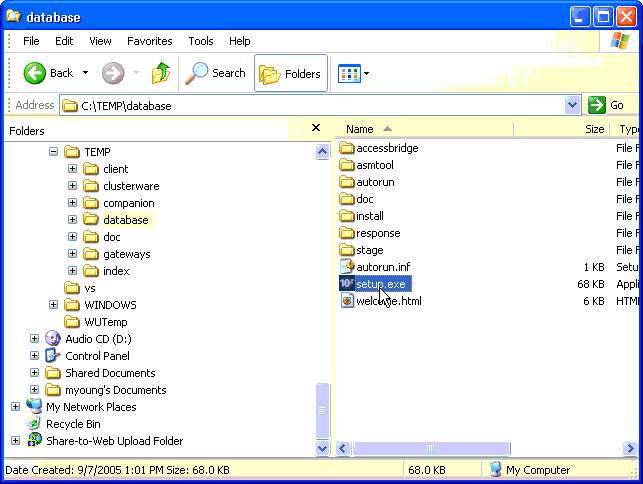 database
File Edit View Favorites Tools Help
Back Search Folders
Address C:\TEMP\database Go
Folders
TEMP
client
clusterware
companion
database
doc
gateways
index
vs
WINDOWS
WUTemp
Audio CD (D:)
Control Panel
Shared Documents
myoung's Documents
My Network Places
Recycle Bin
Share-to-Web Upload Folder
Name Size Type
accessbridge File F
asmtool File F
autorun File F
doc File F
install File F
response File F
stage File F
autorun.inf 1 KB Setu
setup.exe 68 KB Appli
welcome.html 6 KB HTM
Date Created: 9/7/2005 1:01 PM Size: 68.0 KB 68.0 KB My Computer